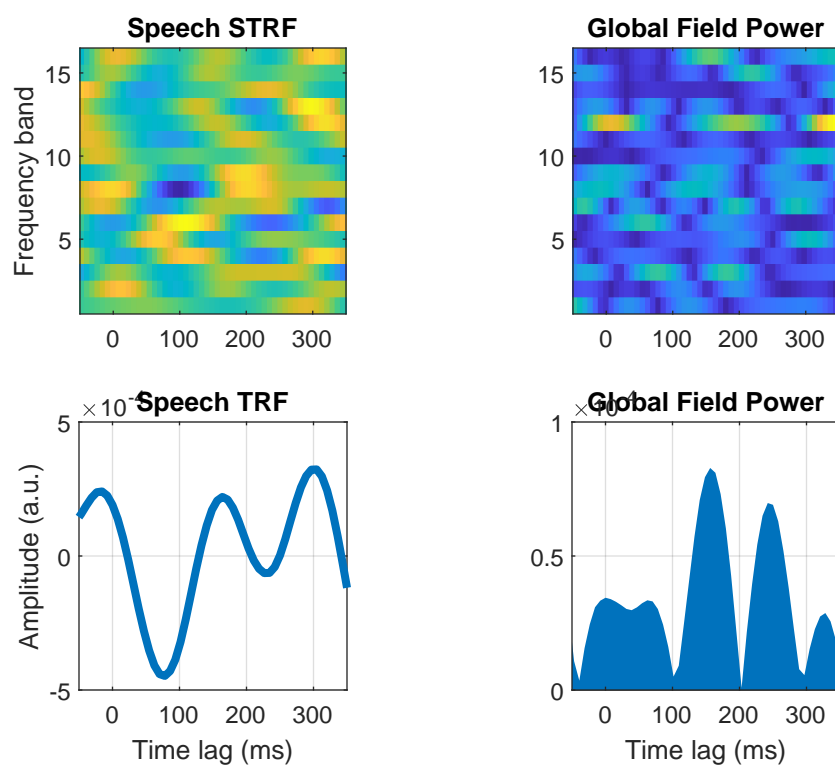 Speech STRF
Frequency band
15
10
5
0 100 200 300
Global Field Power
15
10
5
0 100 200 300
Speech TRF
× 10⁻⁴
Amplitude (a.u.)
5
0
-5
0 100 200 300
Time lag (ms)
Global Field Power
1
0.5
0
0 100 200 300
Time lag (ms)